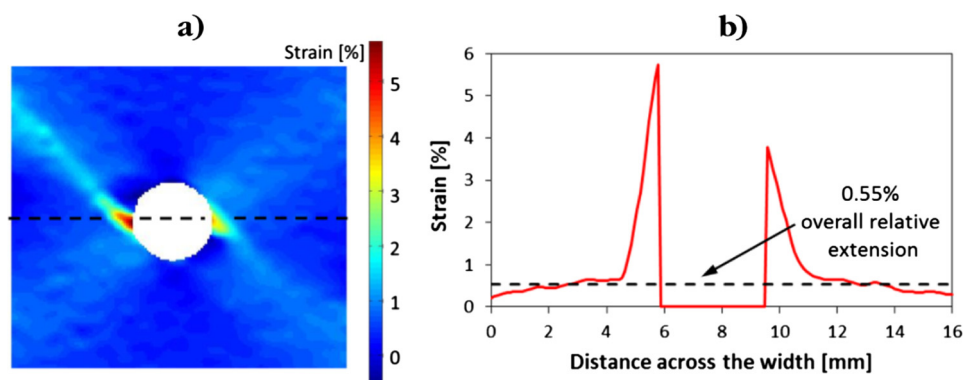 a)
Strain [%]
5
4
3
2
1
0
b)
6
5
4
3
2
1
0
Strain [%]
0.55%
overall relative
extension
0 2 4 6 8 10 12 14 16
Distance across the width [mm]